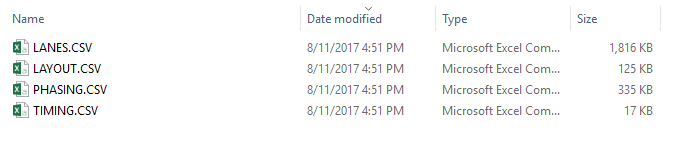 Name Date modified Type Size
LANES.CSV 8/11/2017 4:51 PM Microsoft Excel Com... 1,816 KB
LAYOUT.CSV 8/11/2017 4:51 PM Microsoft Excel Com... 125 KB
PHASING.CSV 8/11/2017 4:51 PM Microsoft Excel Com... 335 KB
TIMING.CSV 8/11/2017 4:51 PM Microsoft Excel Com... 17 KB